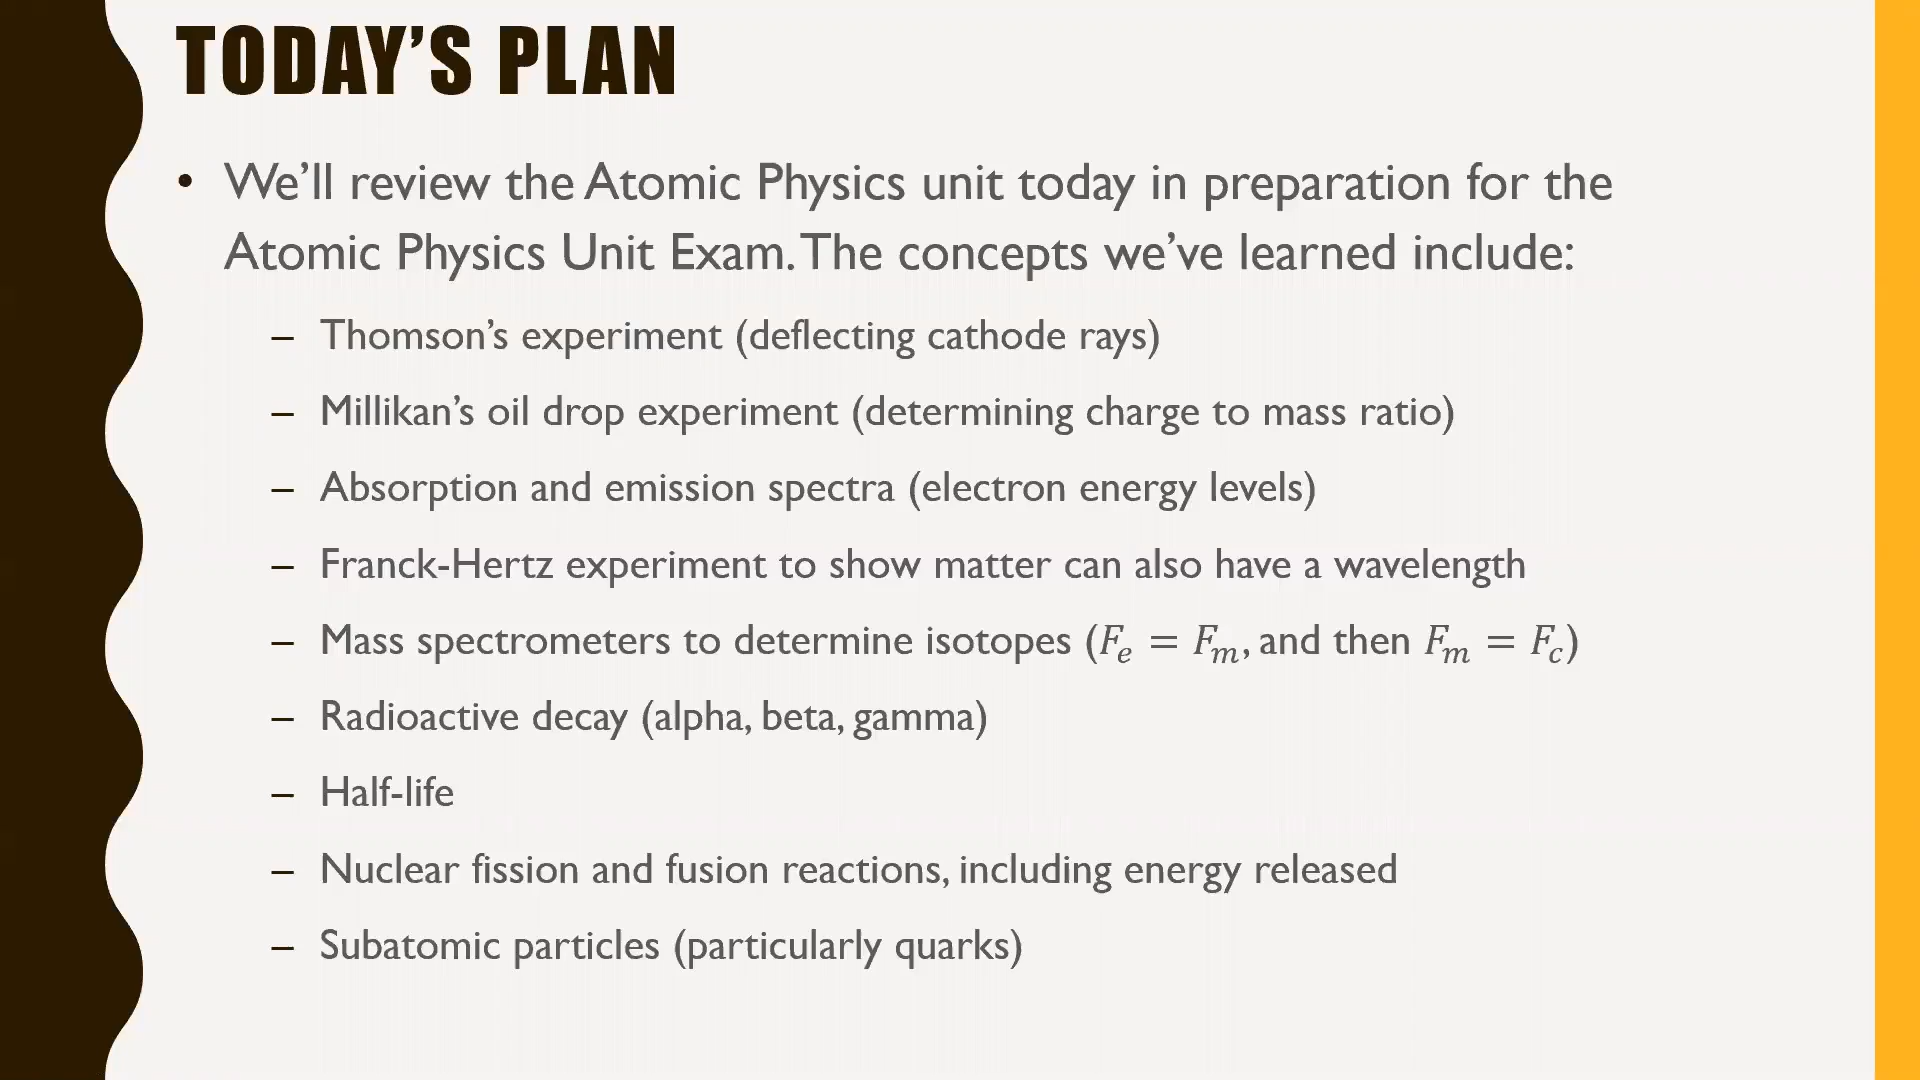 TODAY'S PLAN
• We'll review the Atomic Physics unit today in preparation for the
Atomic Physics Unit Exam. The concepts we've learned include:
– Thomson's experiment (deflecting cathode rays)
– Millikan's oil drop experiment (determining charge to mass ratio)
– Absorption and emission spectra (electron energy levels)
– Franck-Hertz experiment to show matter can also have a wavelength
– Mass spectrometers to determine isotopes (Fₑ = Fₘ, and then Fₘ = F_c)
– Radioactive decay (alpha, beta, gamma)
– Half-life
– Nuclear fission and fusion reactions, including energy released
– Subatomic particles (particularly quarks)